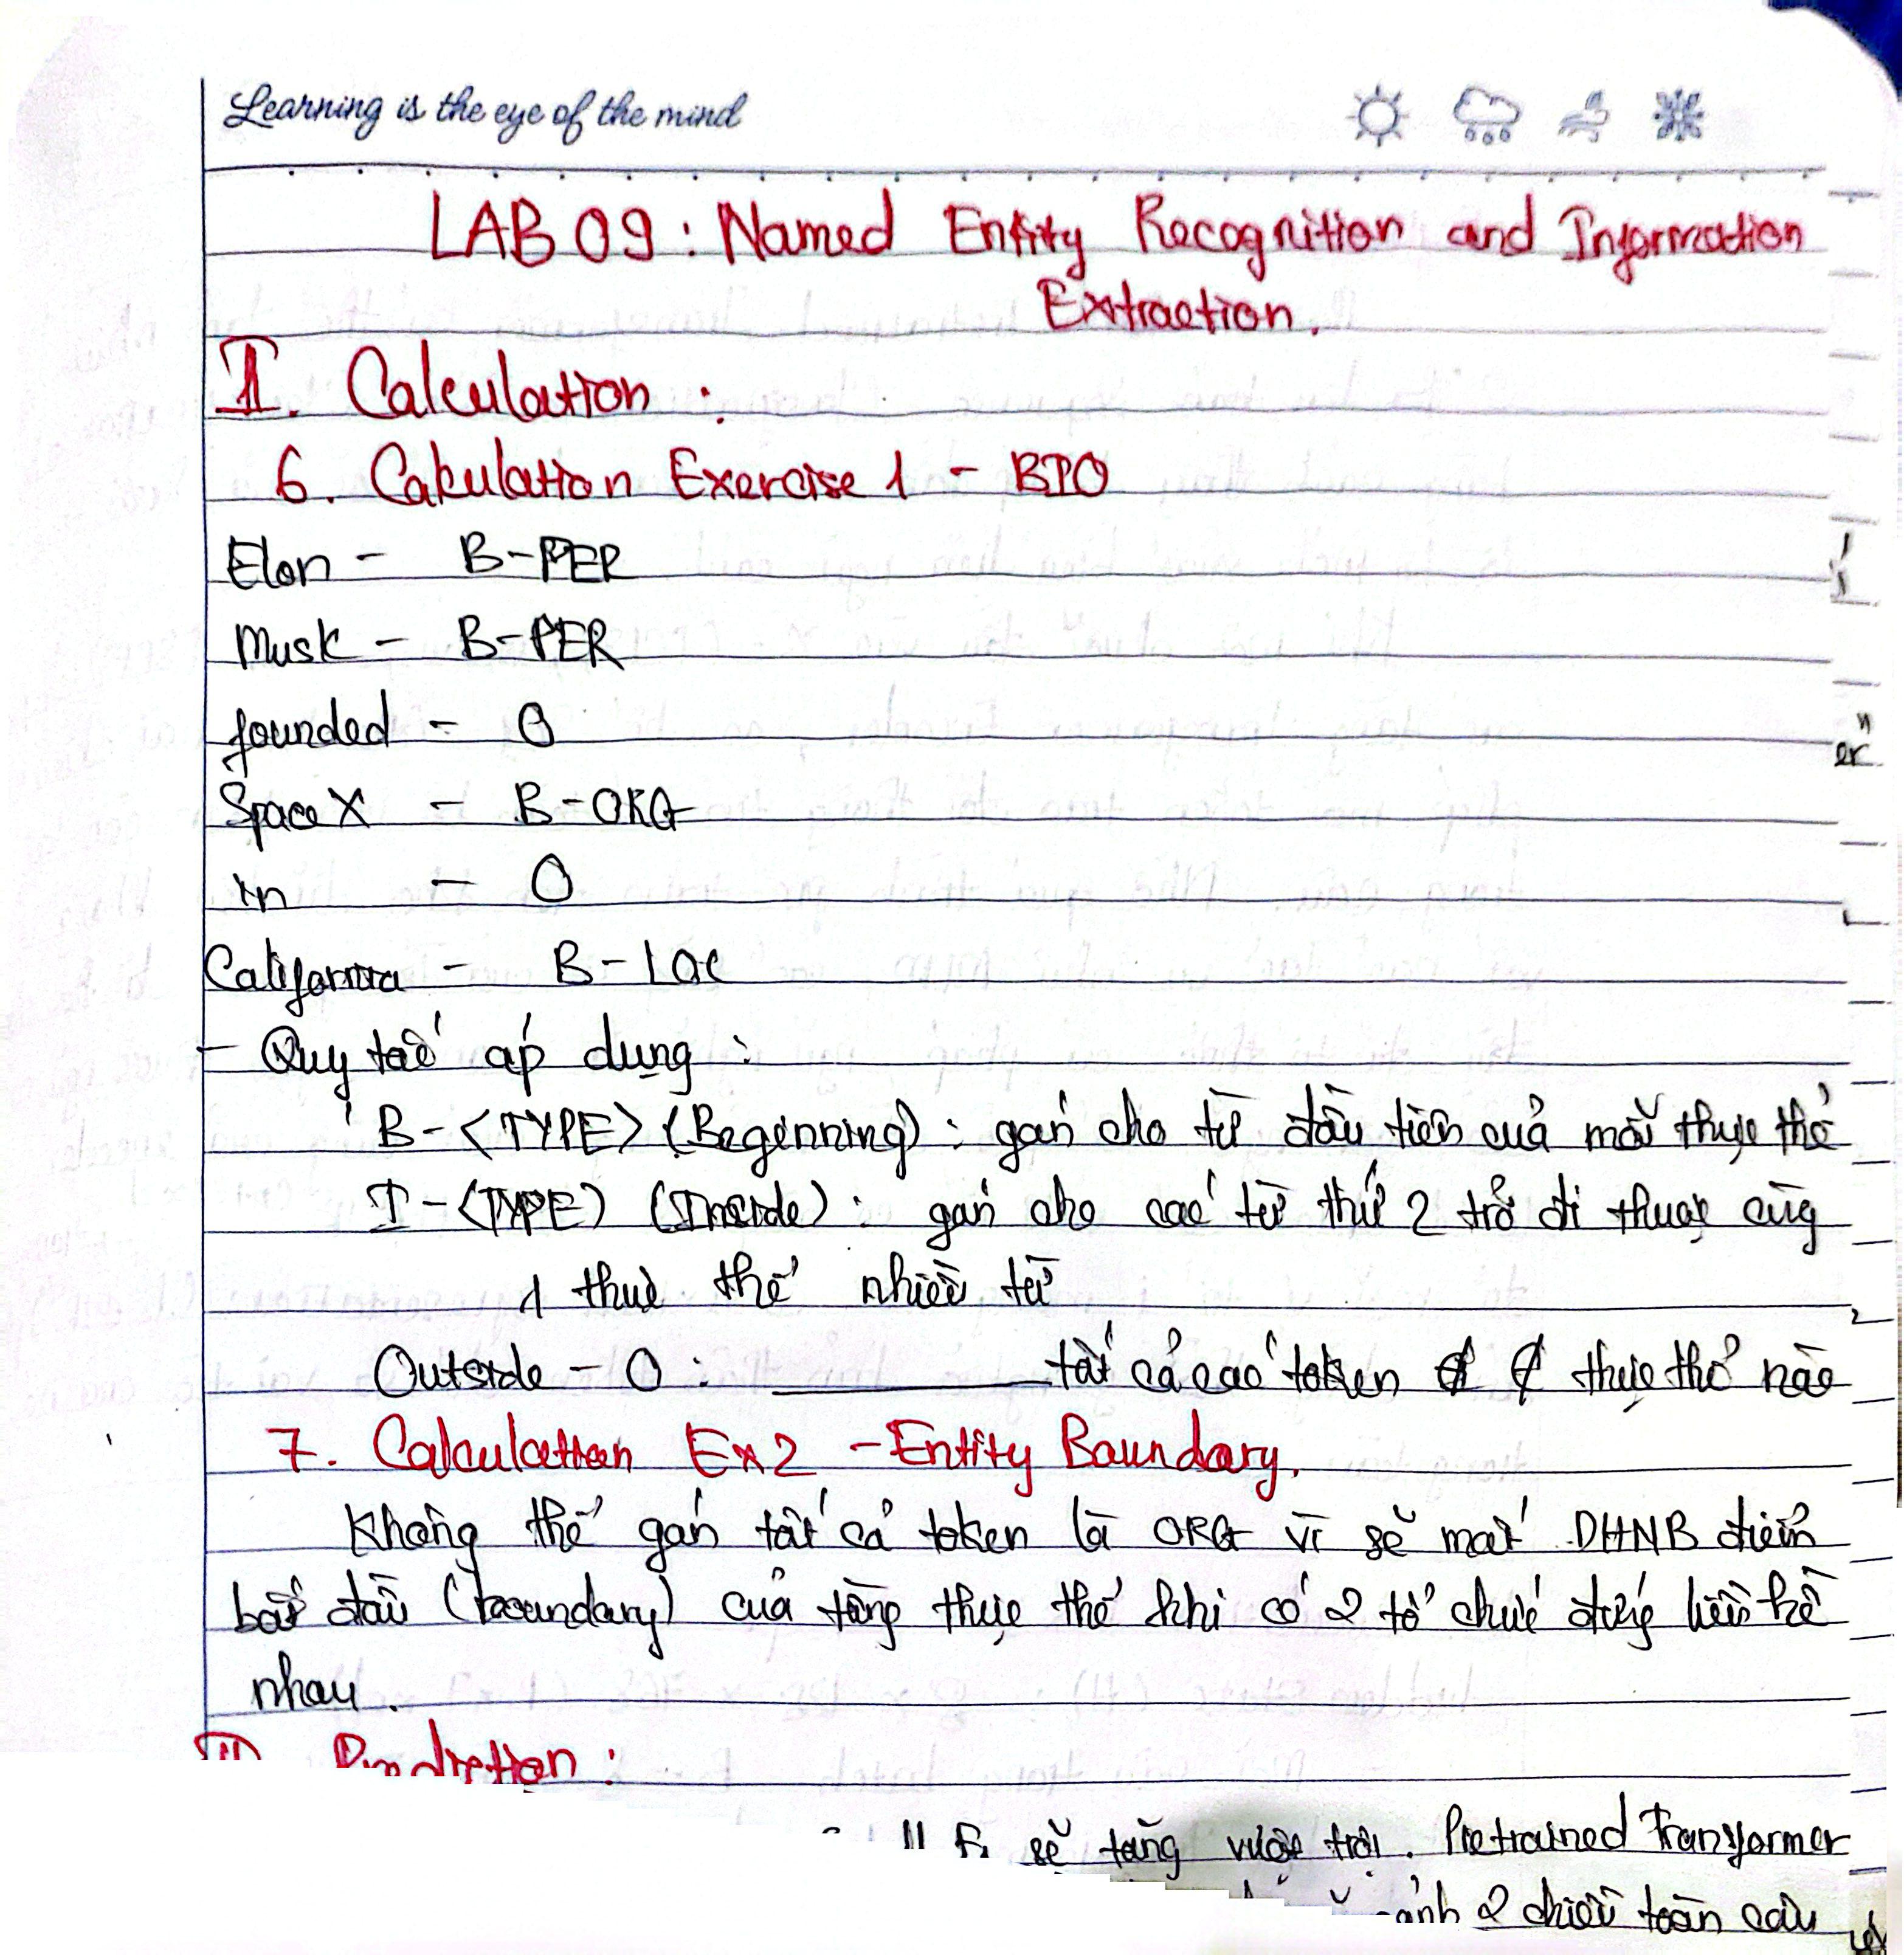 Learning is the eye of the mind
LAB 09: Named Entity Recognition and Information
Extraction.
I. Calculation:
6. Calculation Exercise 1 - BIO
Elon - B-PER
Musk - B-PER
founded - O
SpaceX - B-ORG
in - O
California - B-LOC
- Quy tắc áp dụng:
B-<TYPE> (Beginning): gán cho từ đầu tiên của mỗi thực thể
I-<TYPE> (Inside): gán cho các từ thứ 2 trở đi thuộc cùng
1 thực thể nhiều từ
Outside - O: ________ tất cả các token ∉ thực thể nào
7. Calculation Ex2 - Entity Boundary.
Không thể gán tất cả token là ORG vì sẽ mất DHNB điểm
bắt đầu (boundary) của từng thực thể khi có 2 tổ chức đứng liền kề
nhau.
Prediction:
sẽ tăng vượt trội. Pretrained Tranformer
2 chiều toàn câu